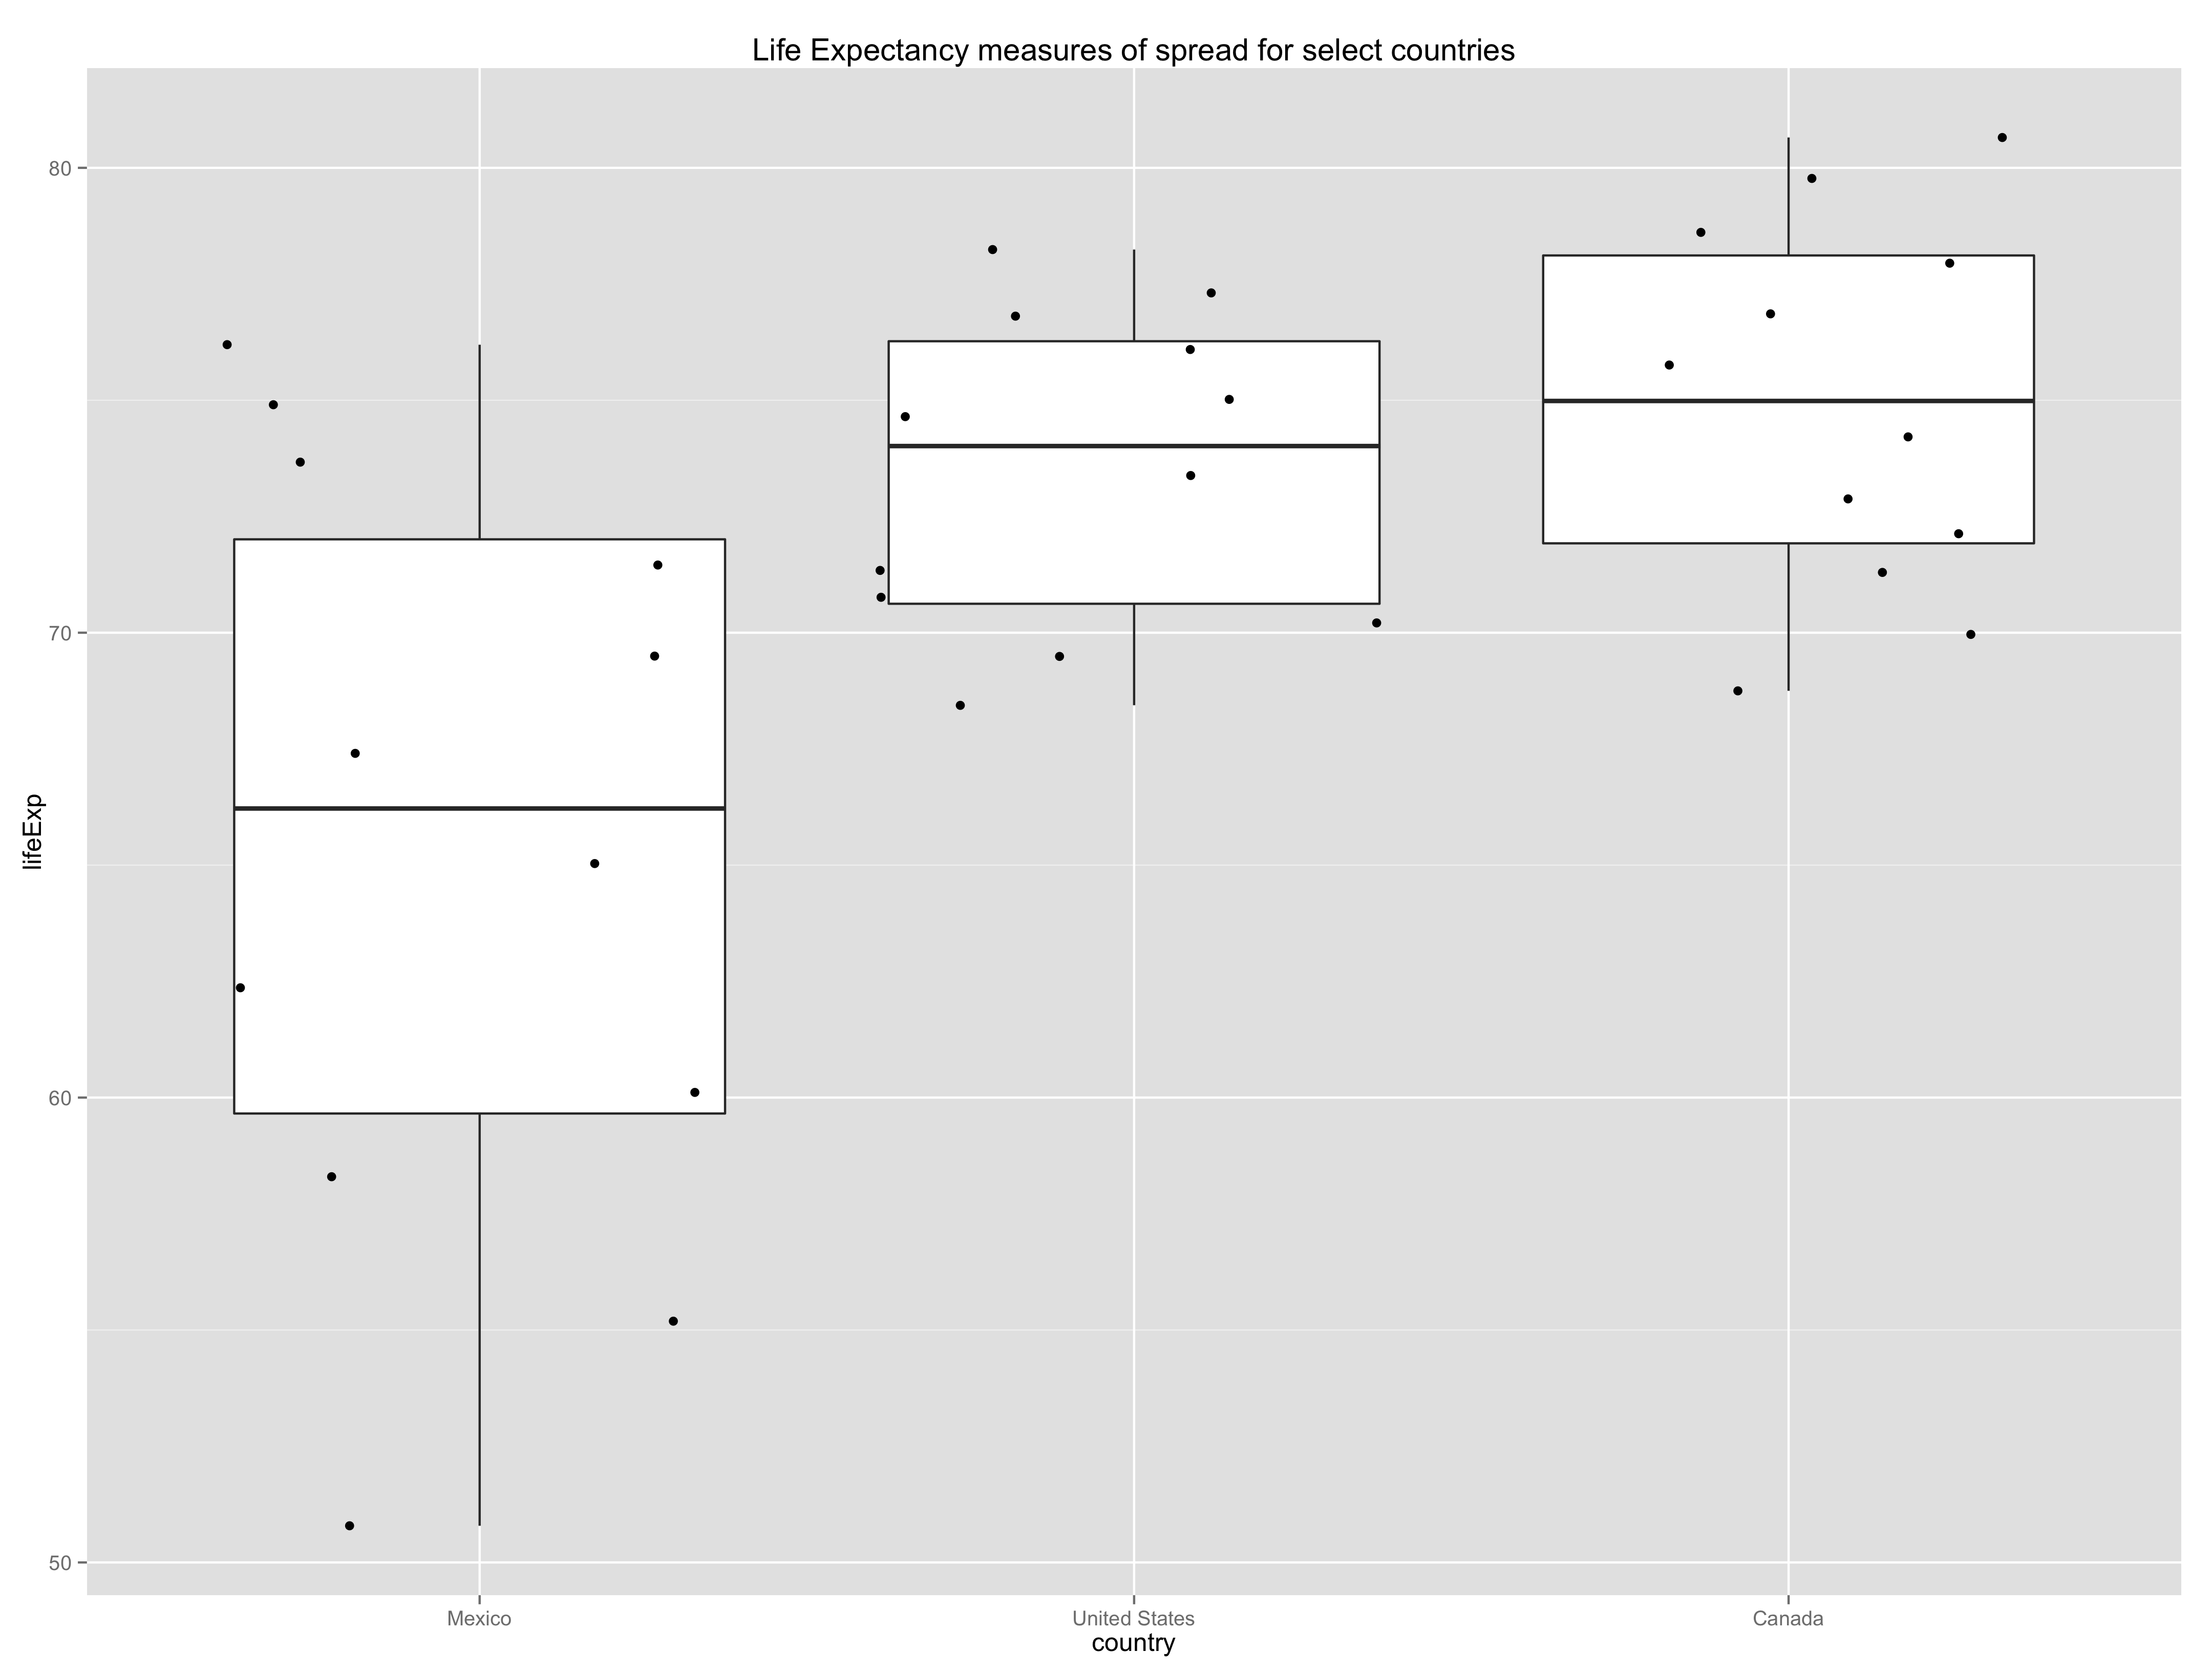 Life Expectancy measures of spread for select countries
80
70
60
50
lifeExp
Mexico United States Canada
country